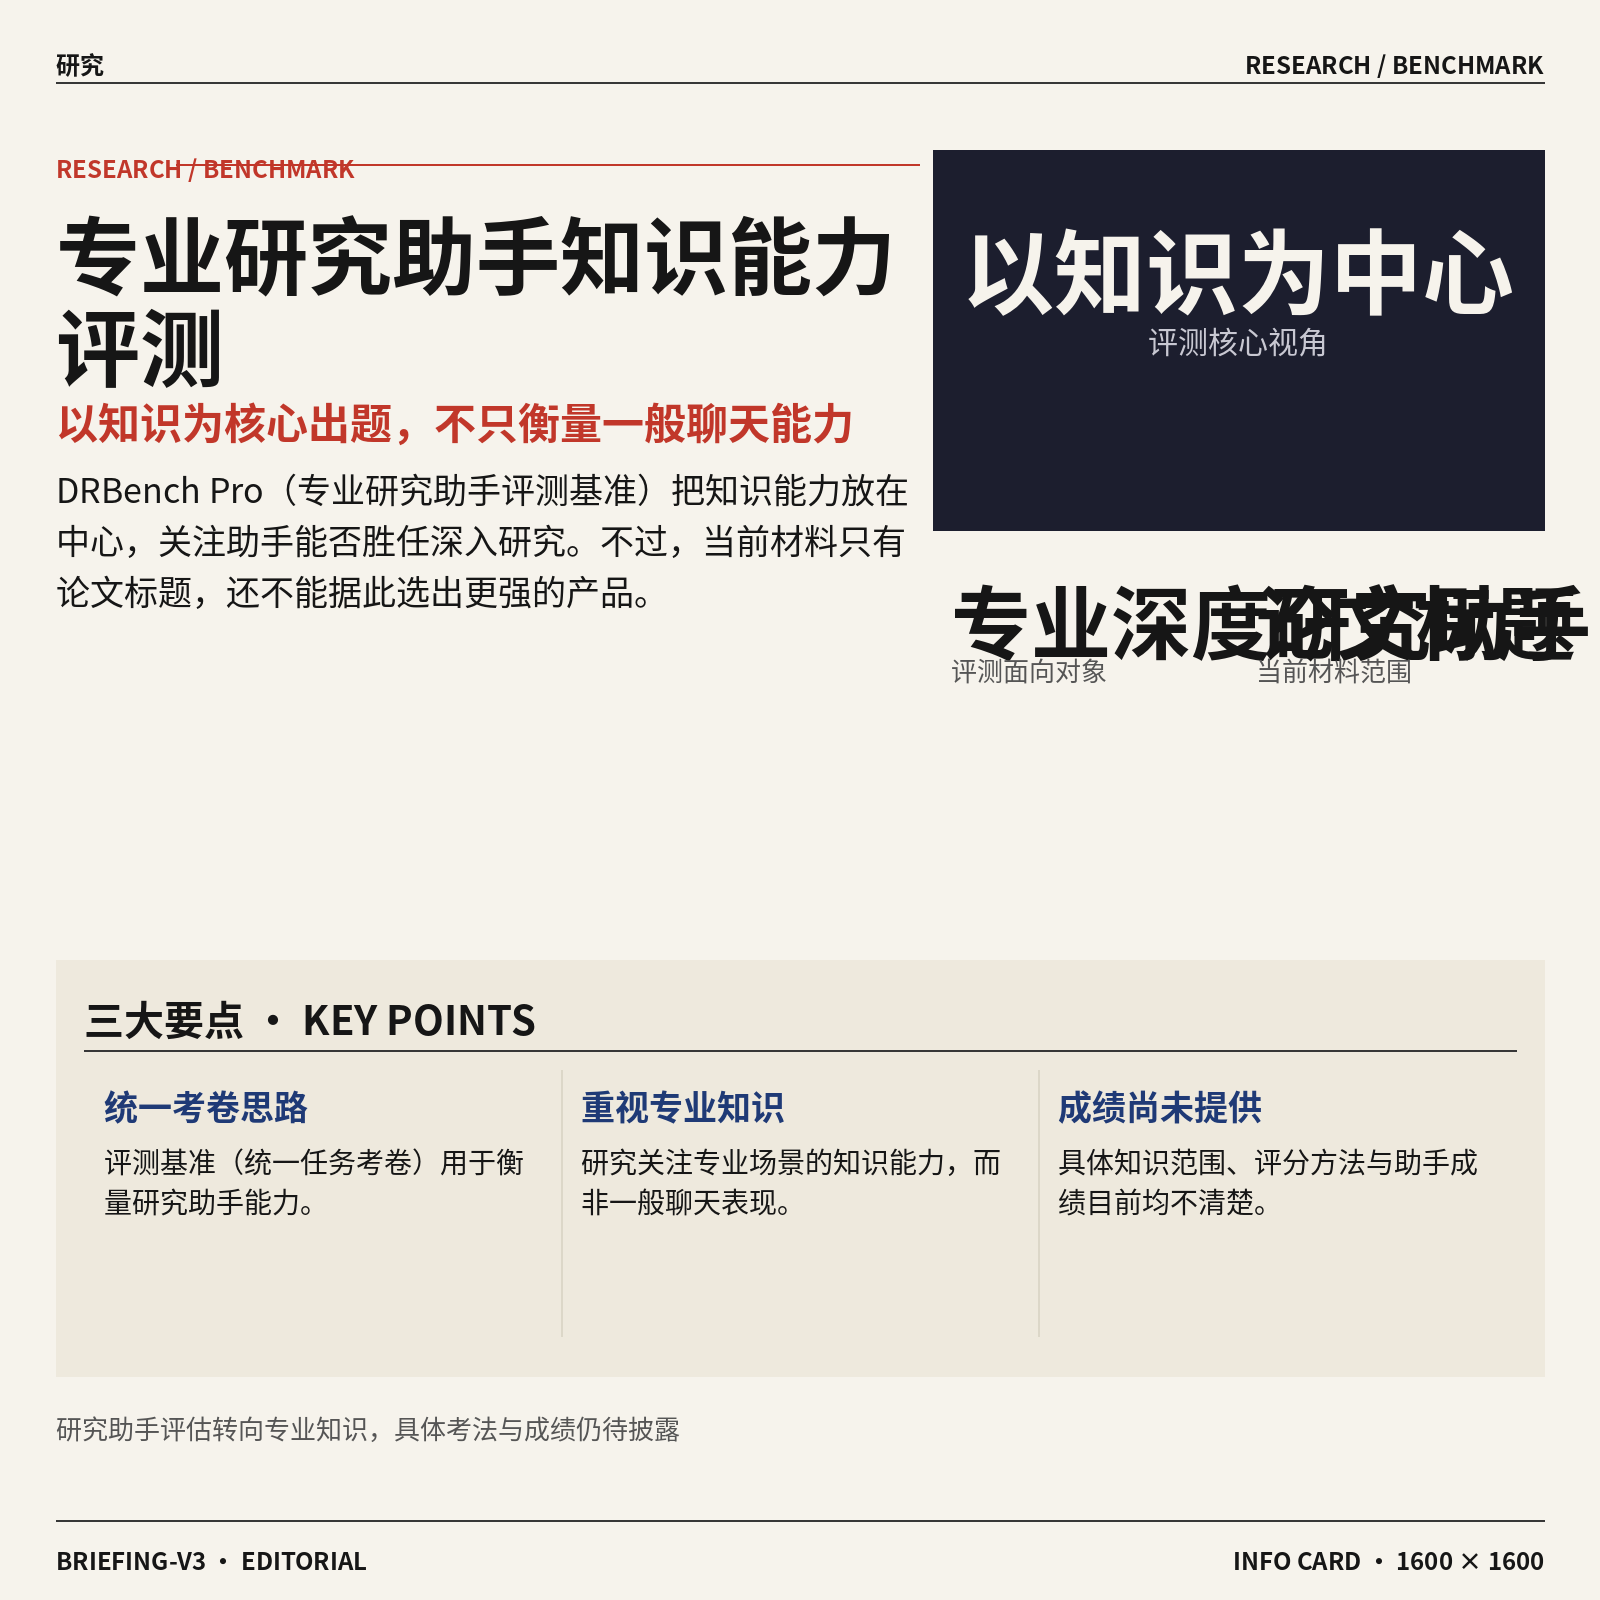 研究
RESEARCH / BENCHMARK
RESEARCH / BENCHMARK
专业研究助手知识能力
评测
以知识为核心出题，不只衡量一般聊天能力
DRBench Pro（专业研究助手评测基准）把知识能力放在
中心，关注助手能否胜任深入研究。不过，当前材料只有
论文标题，还不能据此选出更强的产品。
以知识为中心
评测核心视角
专业深度研究助手
评测面向对象
论文标题
当前材料范围
三大要点 · KEY POINTS
统一考卷思路
评测基准（统一任务考卷）用于衡
量研究助手能力。
重视专业知识
研究关注专业场景的知识能力，而
非一般聊天表现。
成绩尚未提供
具体知识范围、评分方法与助手成
绩目前均不清楚。
研究助手评估转向专业知识，具体考法与成绩仍待披露
BRIEFING-V3 · EDITORIAL
INFO CARD · 1600 × 1600